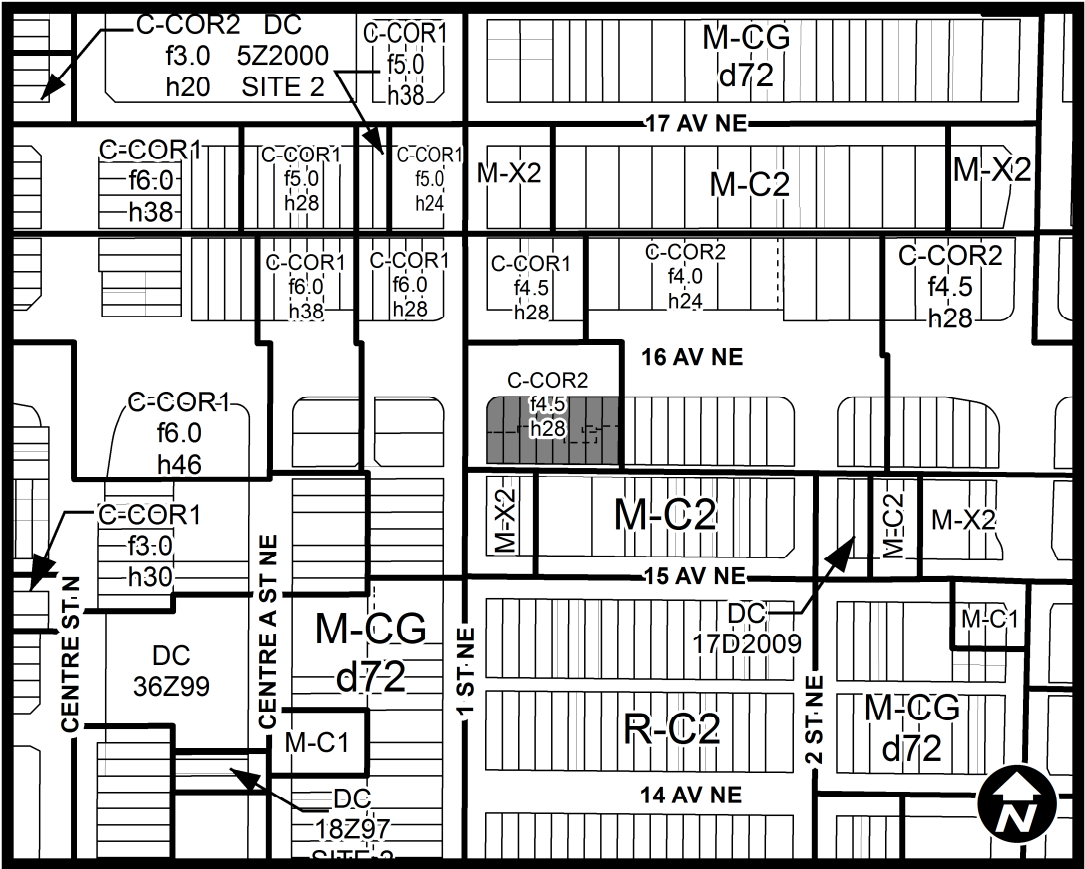 C-COR2
f3.0
h20
DC
5Z2000
SITE 2
C-COR1
f5.0
h38
M-CG
d72
17 AV NE
C-COR1
f6.0
h38
C-COR1
f5.0
h28
C-COR1
f5.0
h24
M-X2
M-C2
M-X2
C-COR1
f6.0
h38
C-COR1
f6.0
h28
C-COR1
f4.5
h28
C-COR2
f4.0
h24
C-COR2
f4.5
h28
16 AV NE
C-COR2
f4.5
h28
C-COR1
f6.0
h46
M-X2
M-C2
M-C2
M-X2
C-COR1
f3.0
h30
15 AV NE
CENTRE ST N
CENTRE A ST NE
1 ST NE
2 ST NE
DC
36Z99
M-CG
d72
DC
17D2009
M-C1
R-C2
M-CG
d72
M-C1
14 AV NE
DC
18Z97
SITE 2
N